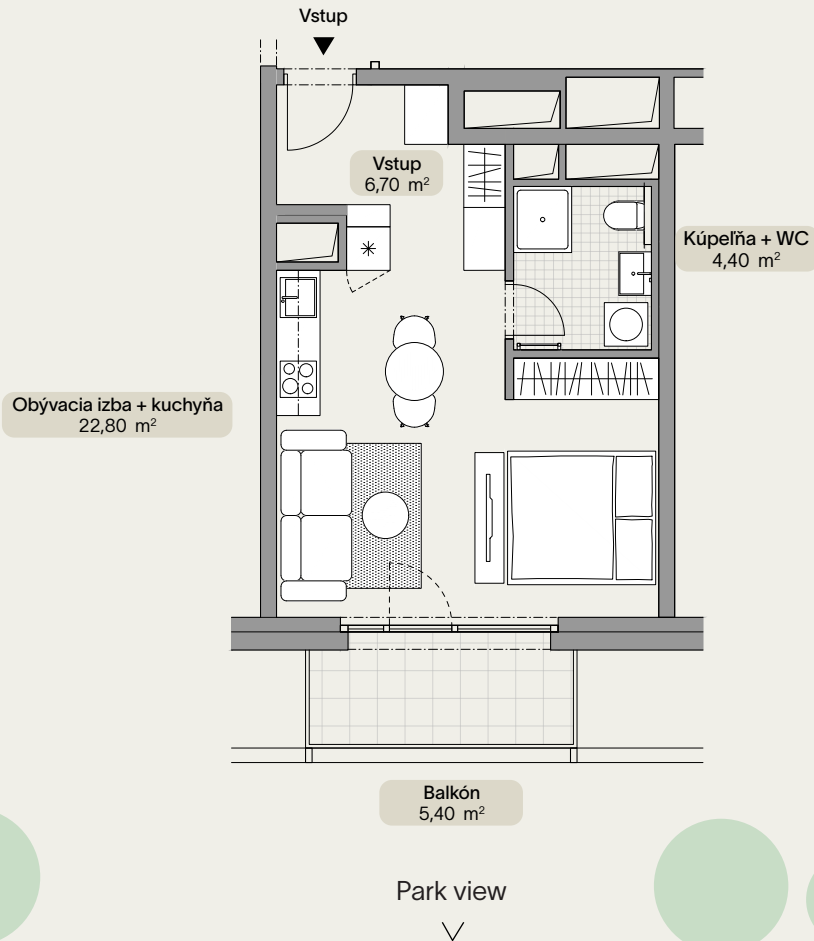 Vstup
Vstup
6,70 m²
Kúpeľňa + WC
4,40 m²
Obývacia izba + kuchyňa
22,80 m²
Balkón
5,40 m²
Park view